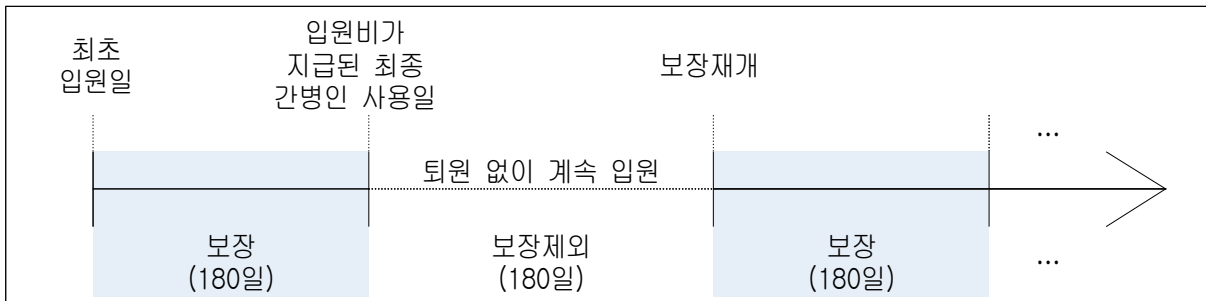 최초
입원일
입원비가
지급된 최종
간병인 사용일
보장재개
...
퇴원 없이 계속 입원
보장
(180일)
보장제외
(180일)
보장
(180일)
...